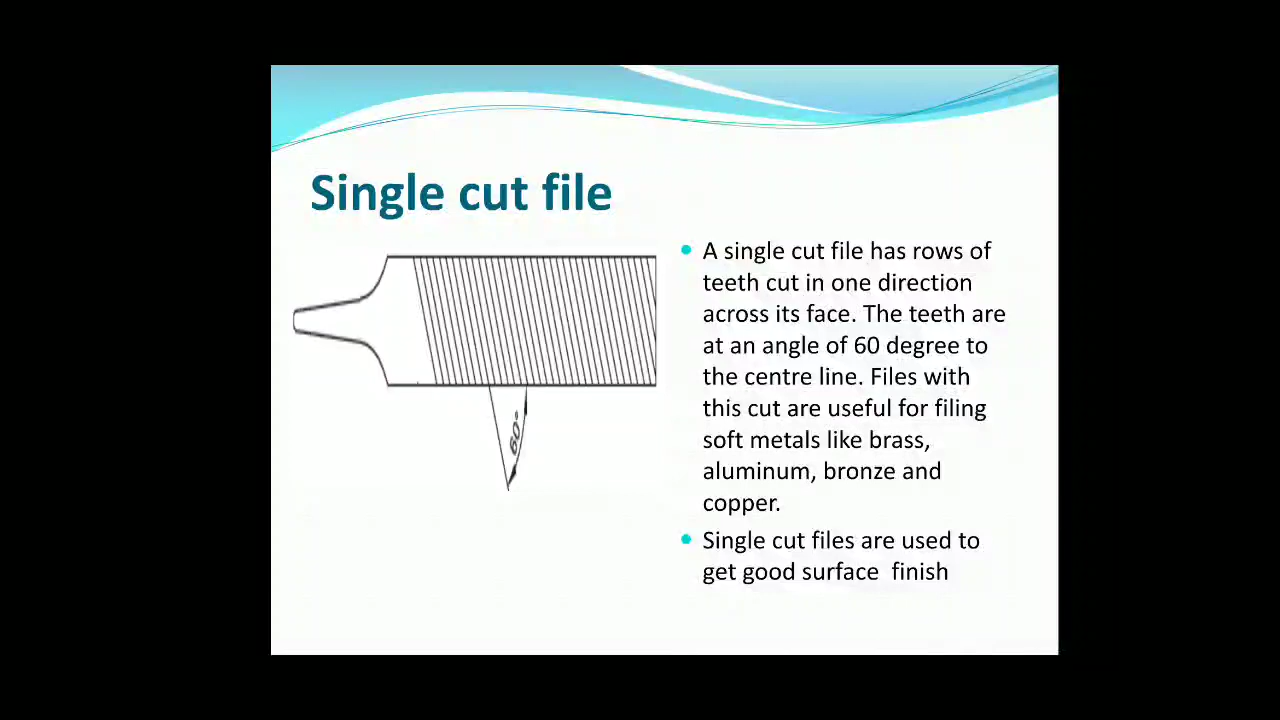 Single cut file
A single cut file has rows of
teeth cut in one direction
across its face. The teeth are
at an angle of 60 degree to
the centre line. Files with
this cut are useful for filing
soft metals like brass,
aluminum, bronze and
copper.
Single cut files are used to
get good surface  finish
60°